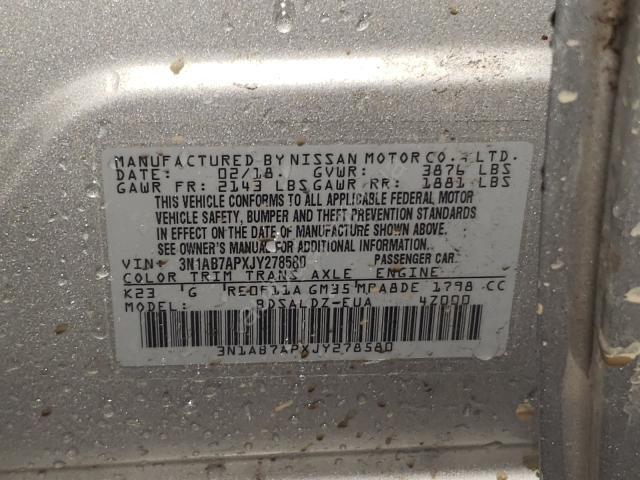 MANUFACTURED BY NISSAN MOTOR CO., LTD.
DATE: 02/18 GVWR: 3876 LBS
GAWR FR: 2143 LBS GAWR RR: 1881 LBS
THIS VEHICLE CONFORMS TO ALL APPLICABLE FEDERAL MOTOR
VEHICLE SAFETY, BUMPER AND THEFT PREVENTION STANDARDS
IN EFFECT ON THE DATE OF MANUFACTURE SHOWN ABOVE.
SEE OWNER'S MANUAL FOR ADDITIONAL INFORMATION.
VIN: 3N1AB7APXJY278580 PASSENGER CAR
COLOR TRIM TRANS AXLE ENGINE
K23 G RE0F11A GM35 MRA8DE 1798 CC
MODEL: BDSALDZ-EUA 47000
3N1AB7APXJY278580